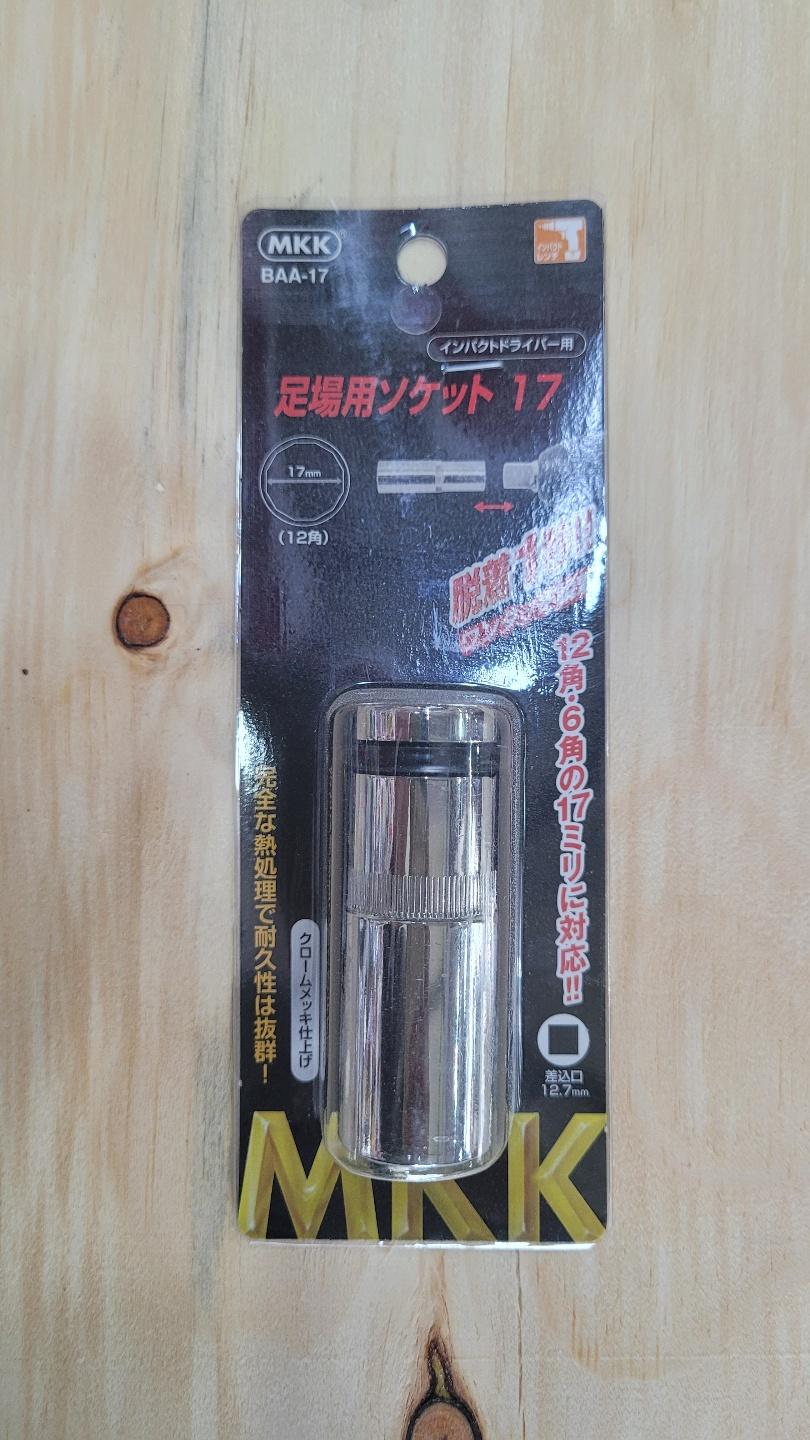 MKK
BAA-17
インパクト
レンチ
インパクトドライバー用
足場用ソケット 17
17mm
(12角)
脱着
12角・6角の17ミリに対応!!
完全な熱処理で耐久性は抜群!
クロームメッキ仕上げ
差込口
12.7mm
MKK